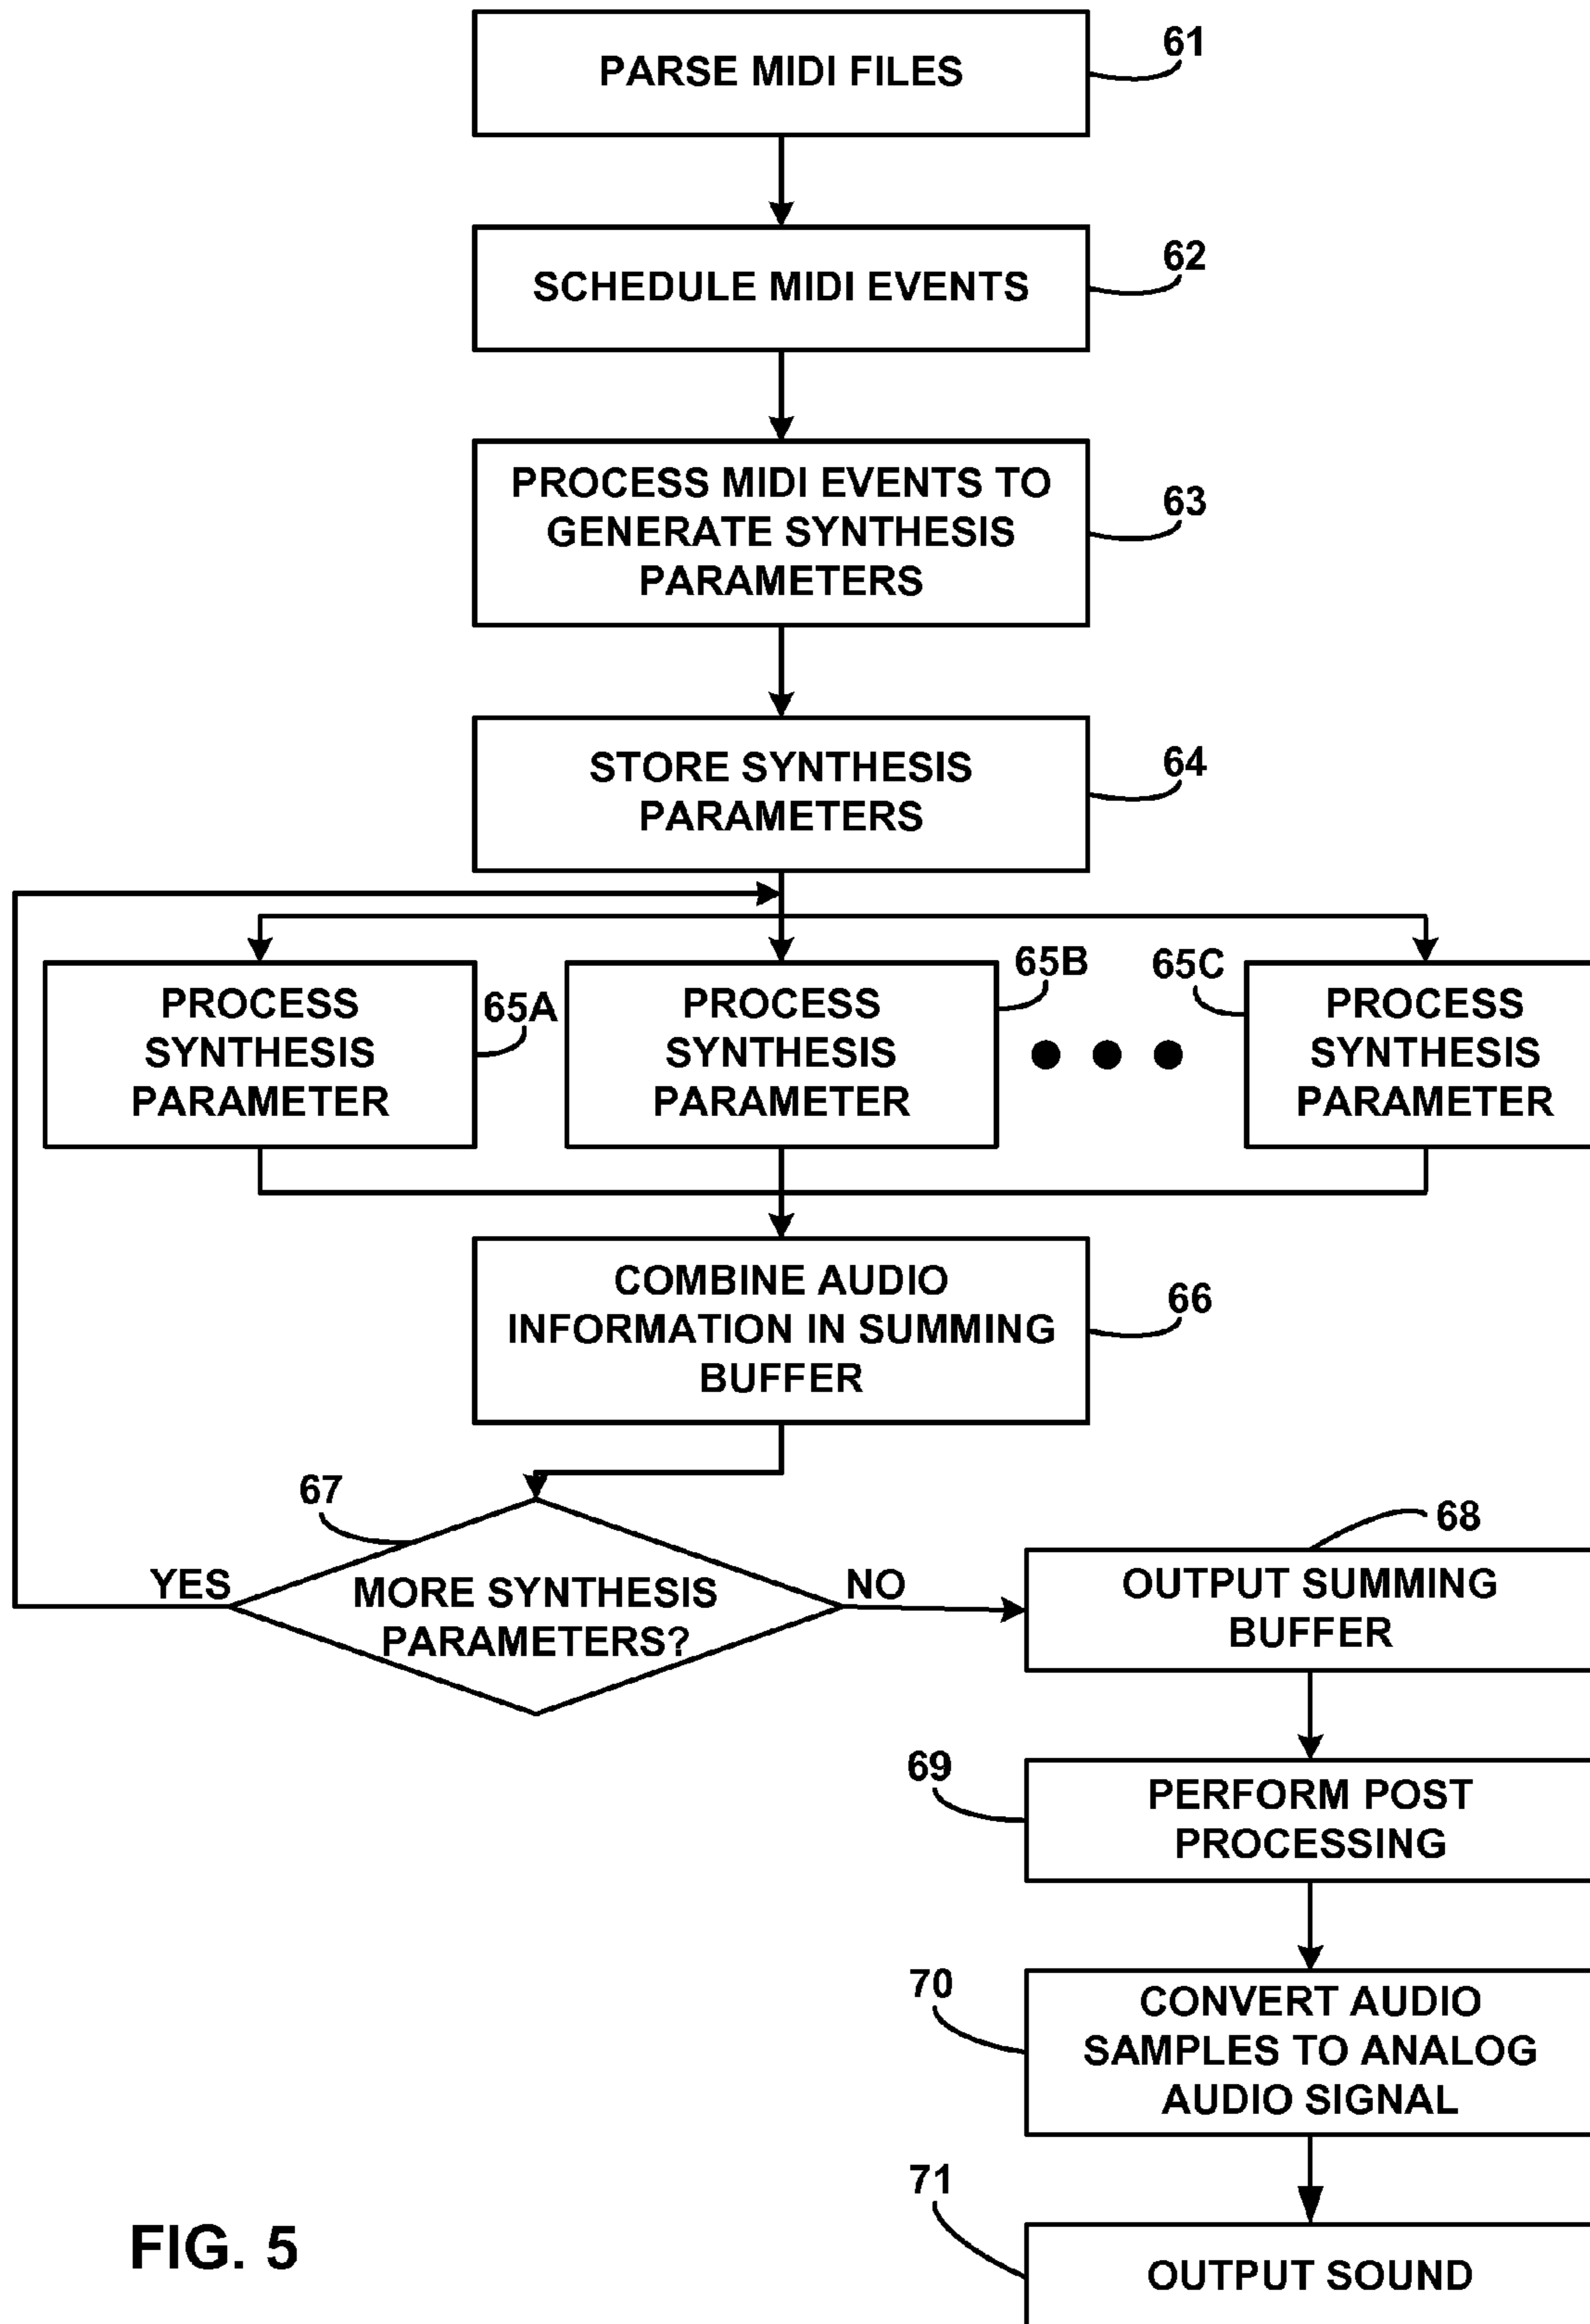 PARSE MIDI FILES
61
SCHEDULE MIDI EVENTS
62
PROCESS MIDI EVENTS TO
GENERATE SYNTHESIS
PARAMETERS
63
STORE SYNTHESIS
PARAMETERS
64
PROCESS
SYNTHESIS
PARAMETER
65A
PROCESS
SYNTHESIS
PARAMETER
65B
65C
PROCESS
SYNTHESIS
PARAMETER
COMBINE AUDIO
INFORMATION IN SUMMING
BUFFER
66
67
YES
MORE SYNTHESIS
PARAMETERS?
NO
68
OUTPUT SUMMING
BUFFER
69
PERFORM POST
PROCESSING
70
CONVERT AUDIO
SAMPLES TO ANALOG
AUDIO SIGNAL
71
OUTPUT SOUND
FIG. 5